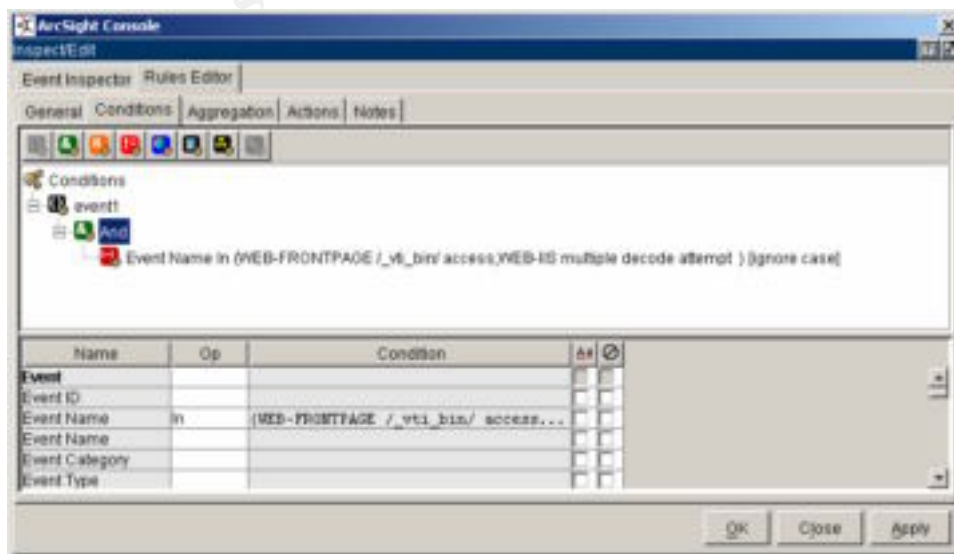 ArcSight Console
Inspect/Edit
Event Inspector Rules Editor
General Conditions Aggregation Actions Notes
Conditions
event1
And
Event Name In (WEB-FRONTPAGE /_vti_bin/ access,WEB-IIS multiple decode attempt ) [ignore case]
Name Op Condition
Event
Event ID
Event Name In (WEB-FRONTPAGE /_vti_bin/ access...
Event Name
Event Category
Event Type
OK Close Apply